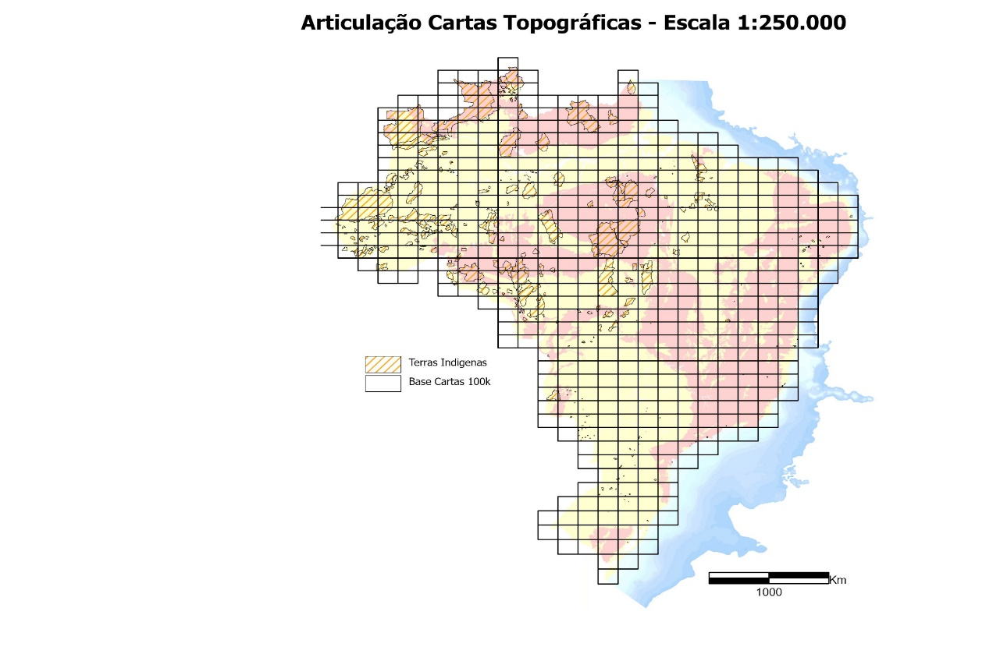 Articulação Cartas Topográficas - Escala 1:250.000
Terras Indigenas
Base Cartas 100k
Km
1000